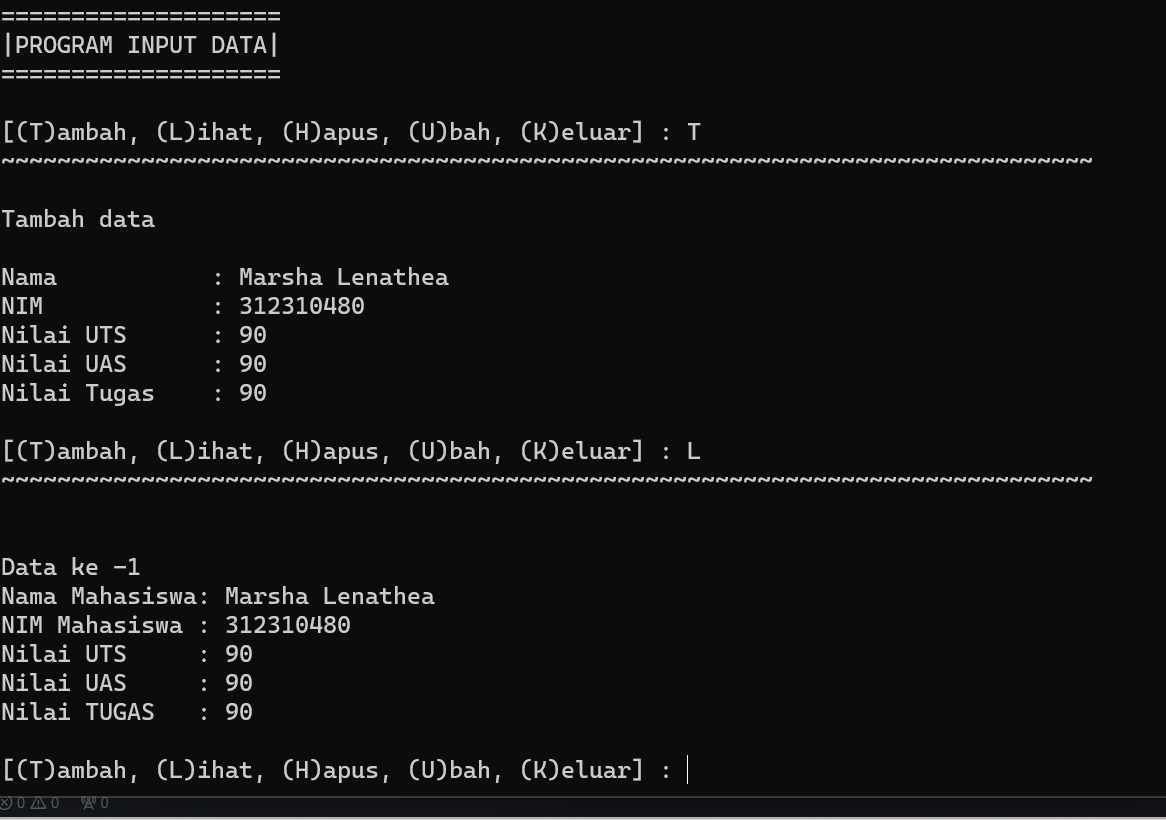 ====================
|PROGRAM INPUT DATA|
====================
[(T)ambah, (L)ihat, (H)apus, (U)bah, (K)eluar] : T
~~~~~~~~~~~~~~~~~~~~~~~~~~~~~~~~~~~~~~~~~~~~~~~~~~~~~~~~~~~~~~~~~~~~~~~~~~~~~~
Tambah data
Nama           : Marsha Lenathea
NIM            : 312310480
Nilai UTS      : 90
Nilai UAS      : 90
Nilai Tugas    : 90
[(T)ambah, (L)ihat, (H)apus, (U)bah, (K)eluar] : L
~~~~~~~~~~~~~~~~~~~~~~~~~~~~~~~~~~~~~~~~~~~~~~~~~~~~~~~~~~~~~~~~~~~~~~~~~~~~~~
Data ke -1
Nama Mahasiswa: Marsha Lenathea
NIM Mahasiswa : 312310480
Nilai UTS     : 90
Nilai UAS     : 90
Nilai TUGAS   : 90
[(T)ambah, (L)ihat, (H)apus, (U)bah, (K)eluar] :
0 0 0